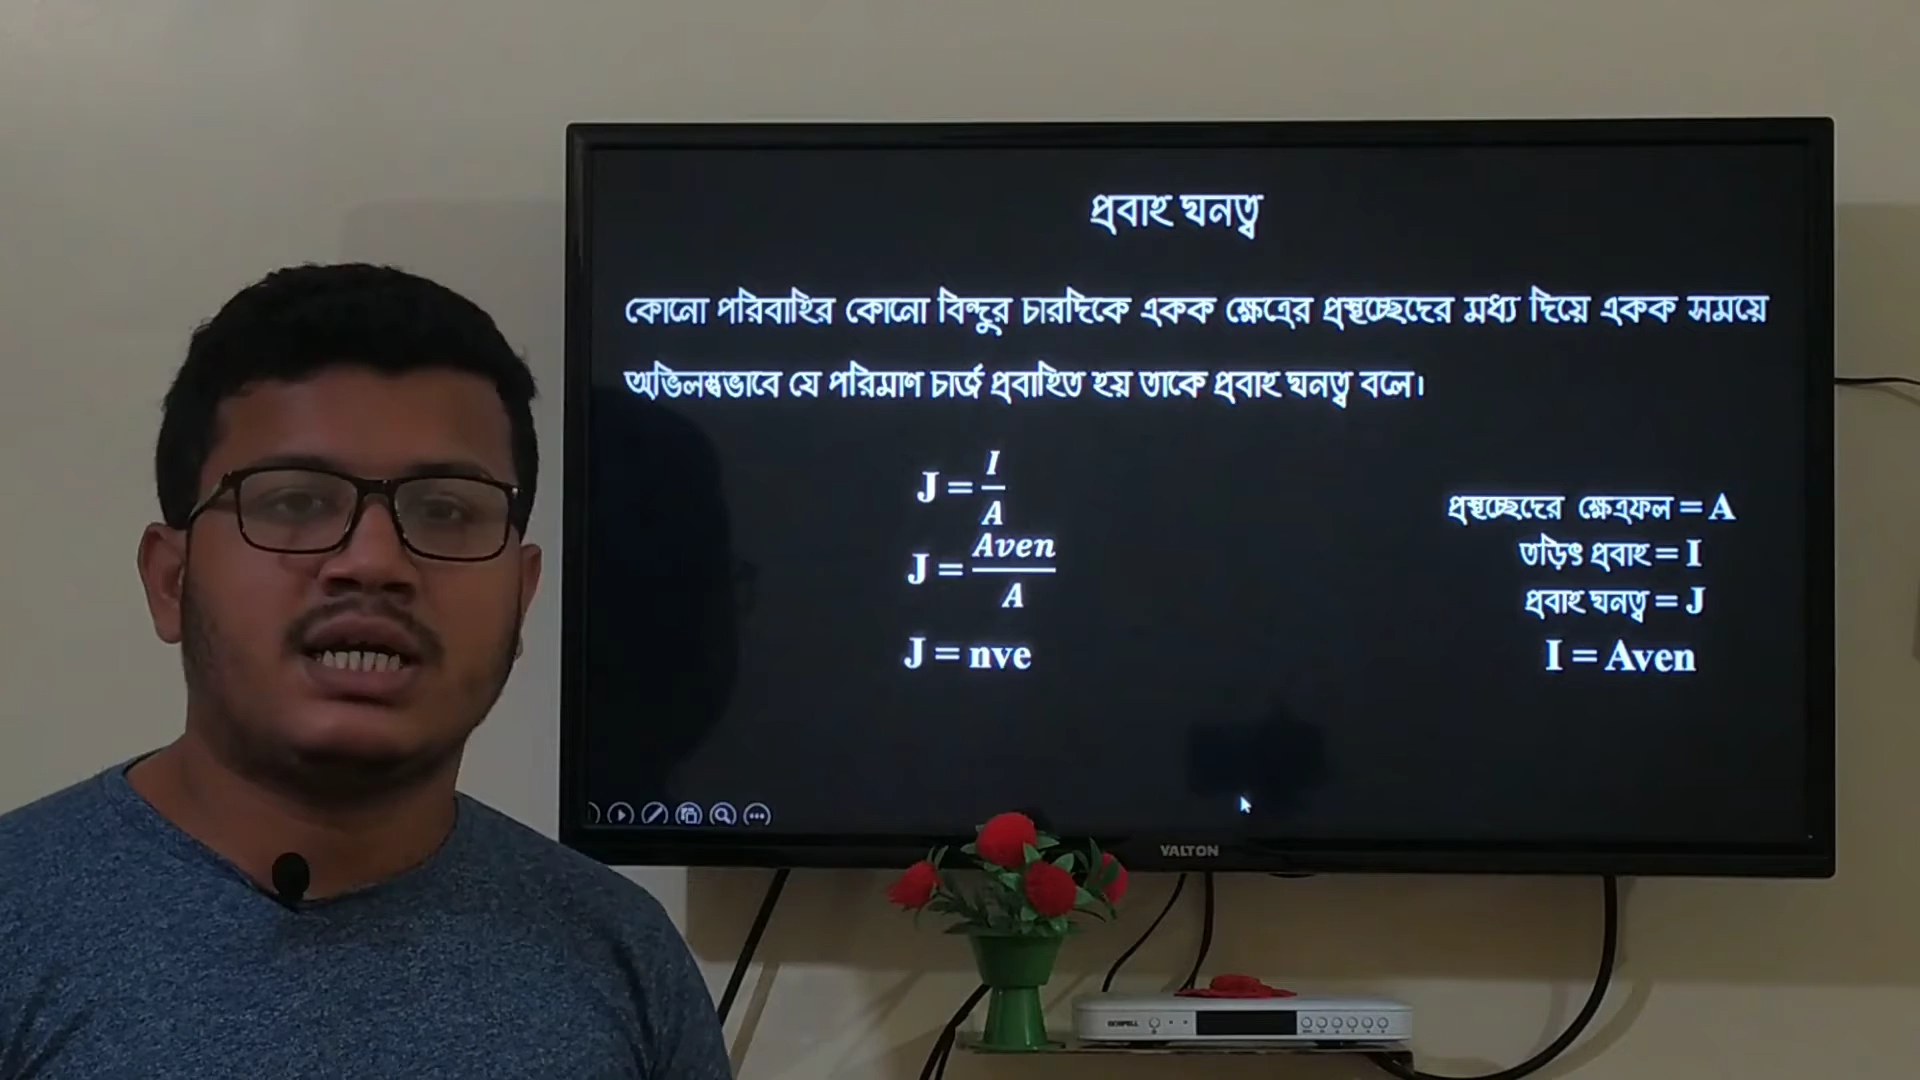 প্রবাহ ঘনত্ব
কোনো পরিবাহির কোনো বিন্দুর চারদিকে একক ক্ষেত্রের প্রস্থচ্ছেদের মধ্য দিয়ে একক সময়ে
অভিলম্বভাবে যে পরিমাণ চার্জ প্রবাহিত হয় তাকে প্রবাহ ঘনত্ব বলে।
J = I/A
J = Aven/A
J = nve
প্রস্থচ্ছেদের ক্ষেত্রফল = A
তড়িৎ প্রবাহ = I
প্রবাহ ঘনত্ব = J
I = Aven
VALTON